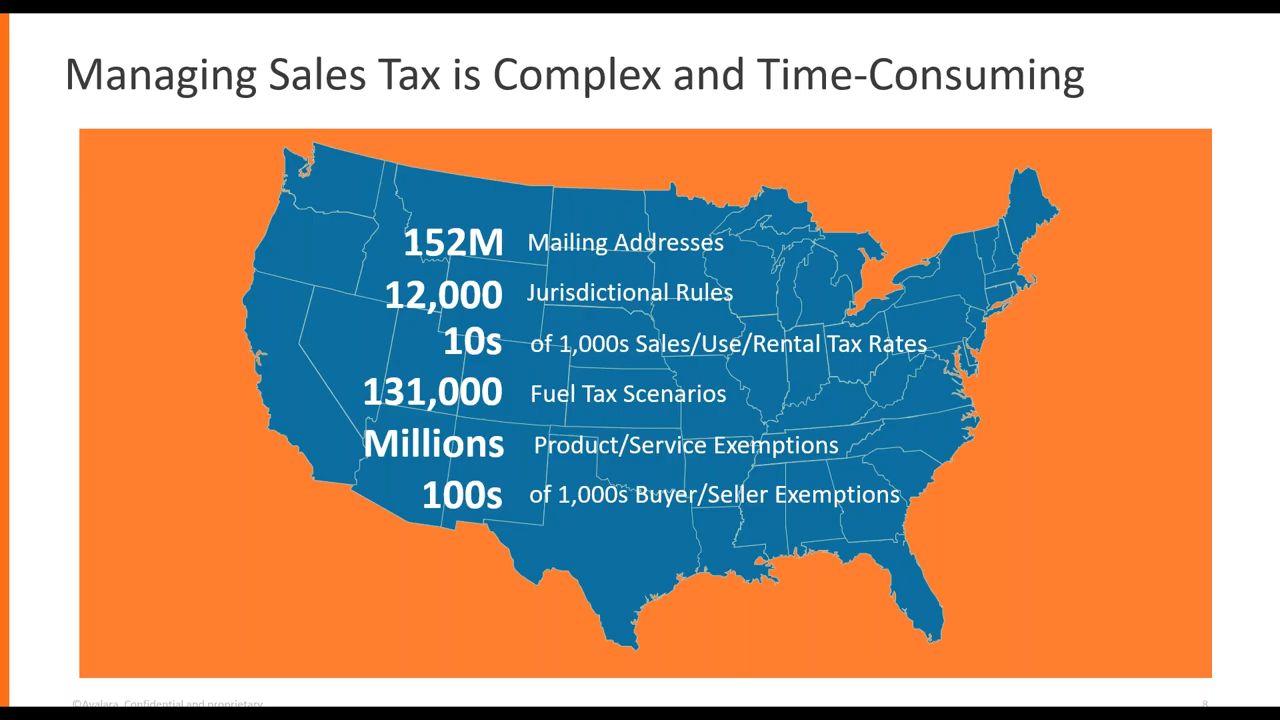 Managing Sales Tax is Complex and Time-Consuming
152M Mailing Addresses
12,000 Jurisdictional Rules
10s of 1,000s Sales/Use/Rental Tax Rates
131,000 Fuel Tax Scenarios
Millions Product/Service Exemptions
100s of 1,000s Buyer/Seller Exemptions
©Avalara. Confidential and proprietary
8